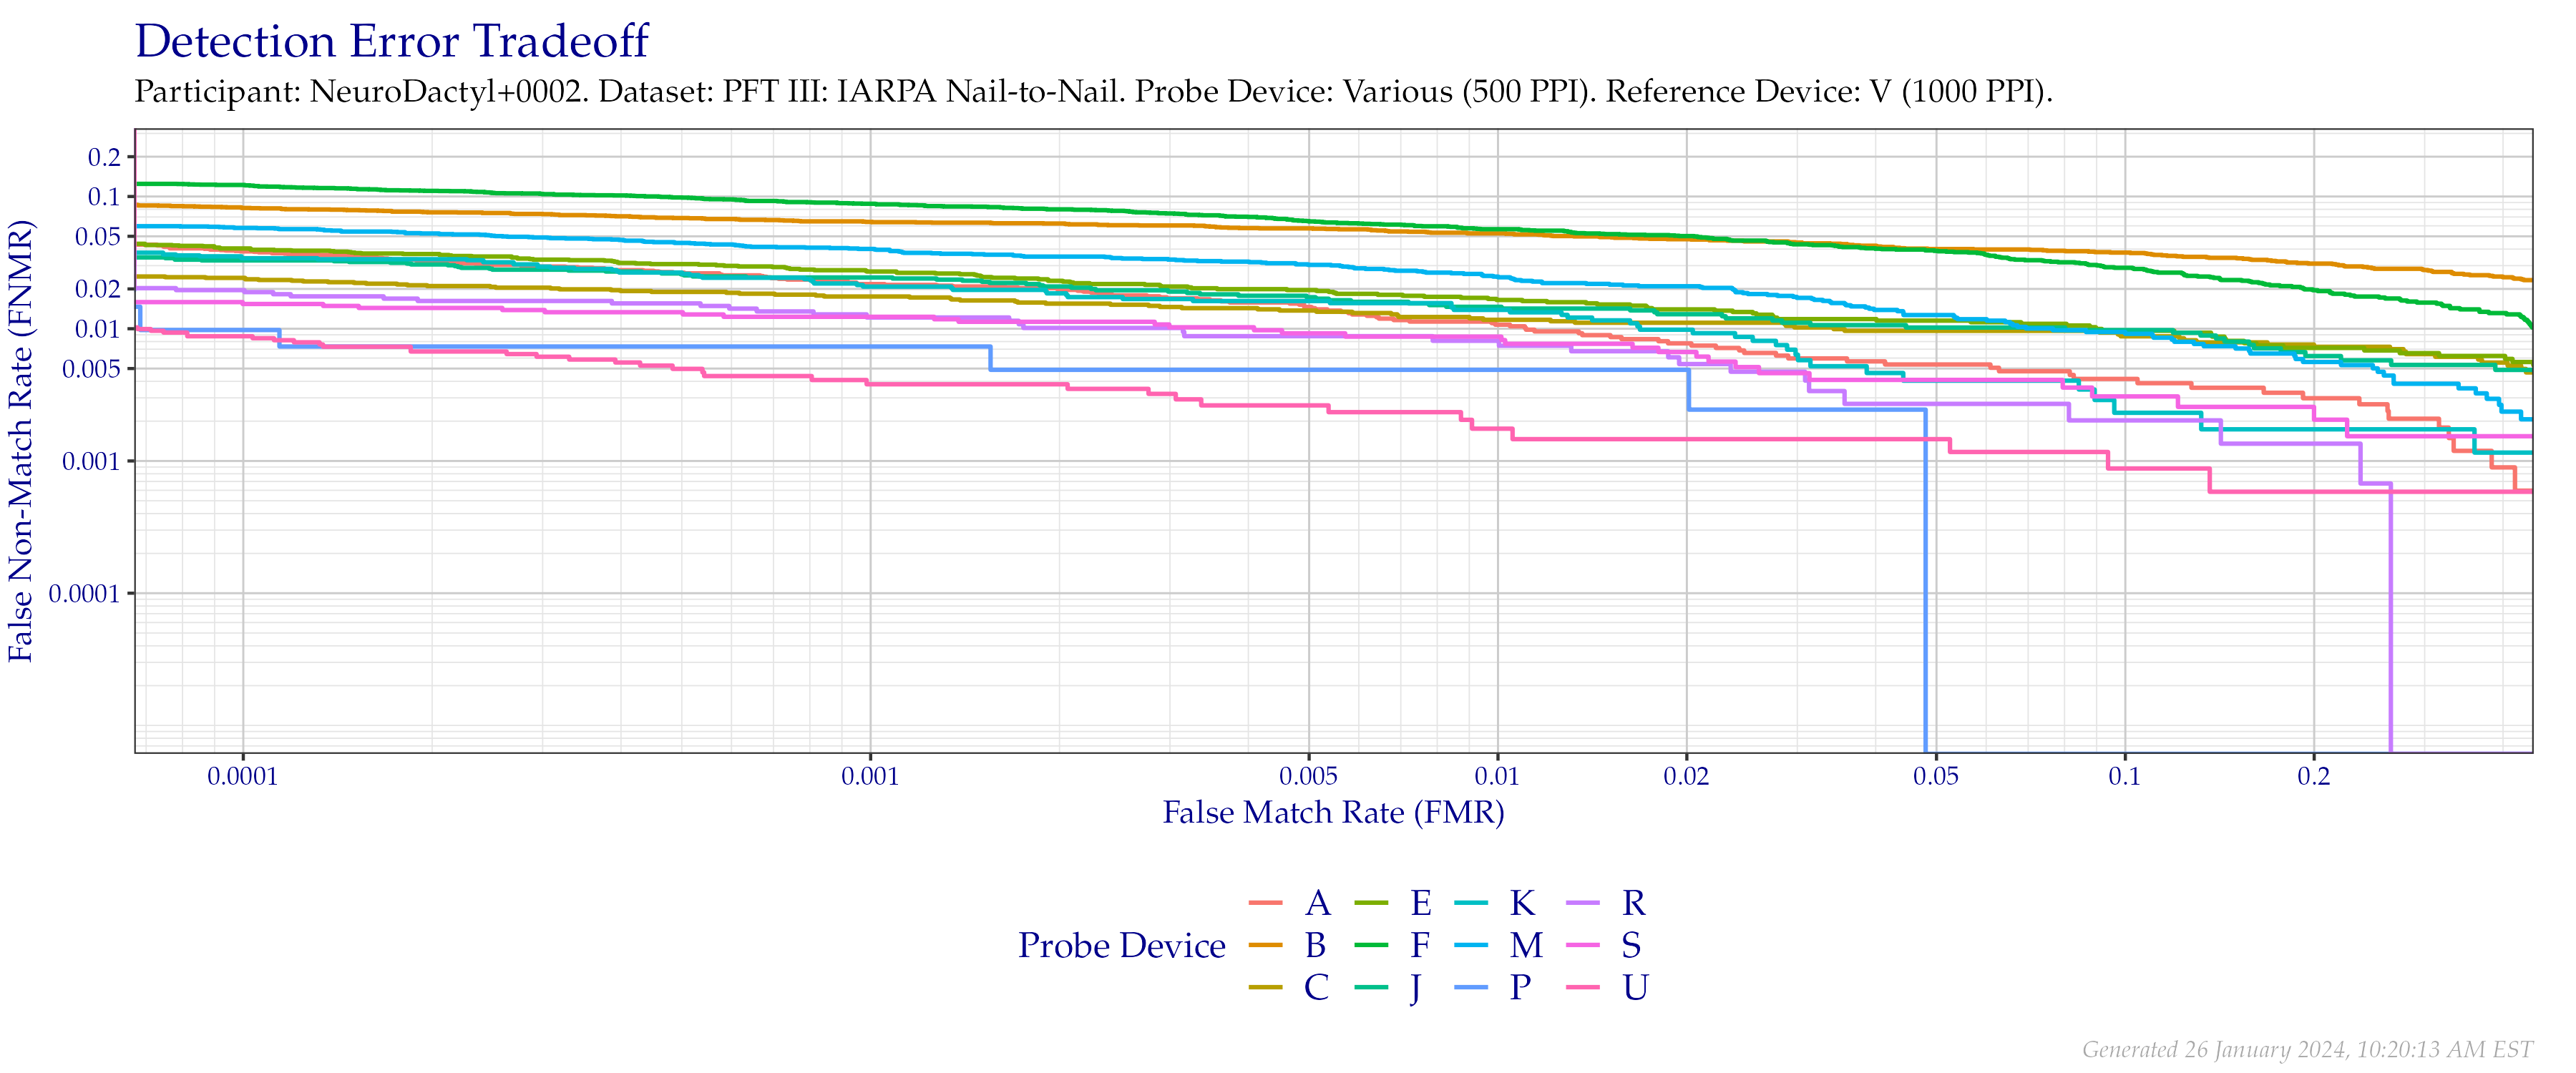 Detection Error Tradeoff
Participant: NeuroDactyl+0002. Dataset: PFT III: IARPA Nail-to-Nail. Probe Device: Various (500 PPI). Reference Device: V (1000 PPI).
False Non-Match Rate (FNMR)
0.2
0.1
0.05
0.02
0.01
0.005
0.001
0.0001
0.0001 0.001 0.005 0.01 0.02 0.05 0.1 0.2
False Match Rate (FMR)
Probe Device
A E K R
B F M S
C J P U
Generated 26 January 2024, 10:20:13 AM EST